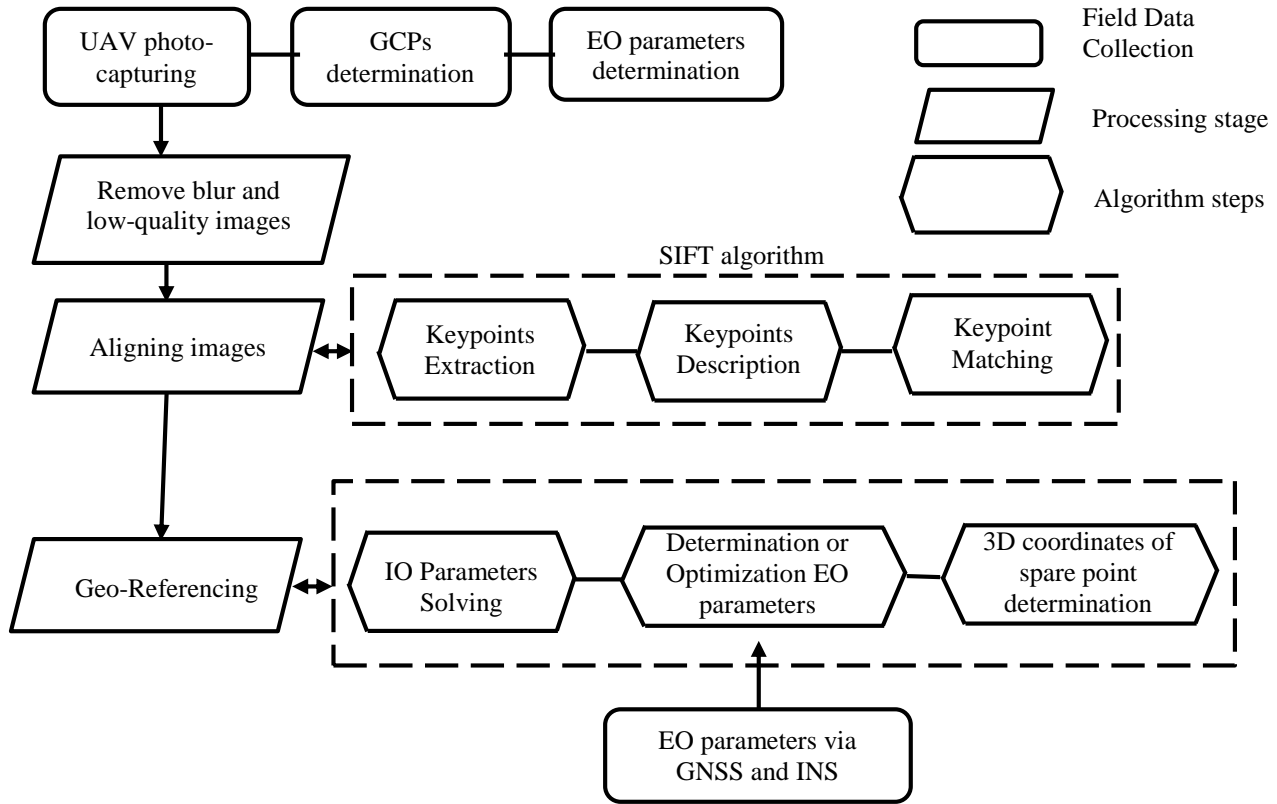 UAV photo-
capturing
GCPs
determination
EO parameters
determination
Field Data
Collection
Processing stage
Algorithm steps
Remove blur and
low-quality images
SIFT algorithm
Aligning images
Keypoints
Extraction
Keypoints
Description
Keypoint
Matching
Geo-Referencing
IO Parameters
Solving
Determination or
Optimization EO
parameters
3D coordinates of
spare point
determination
EO parameters via
GNSS and INS